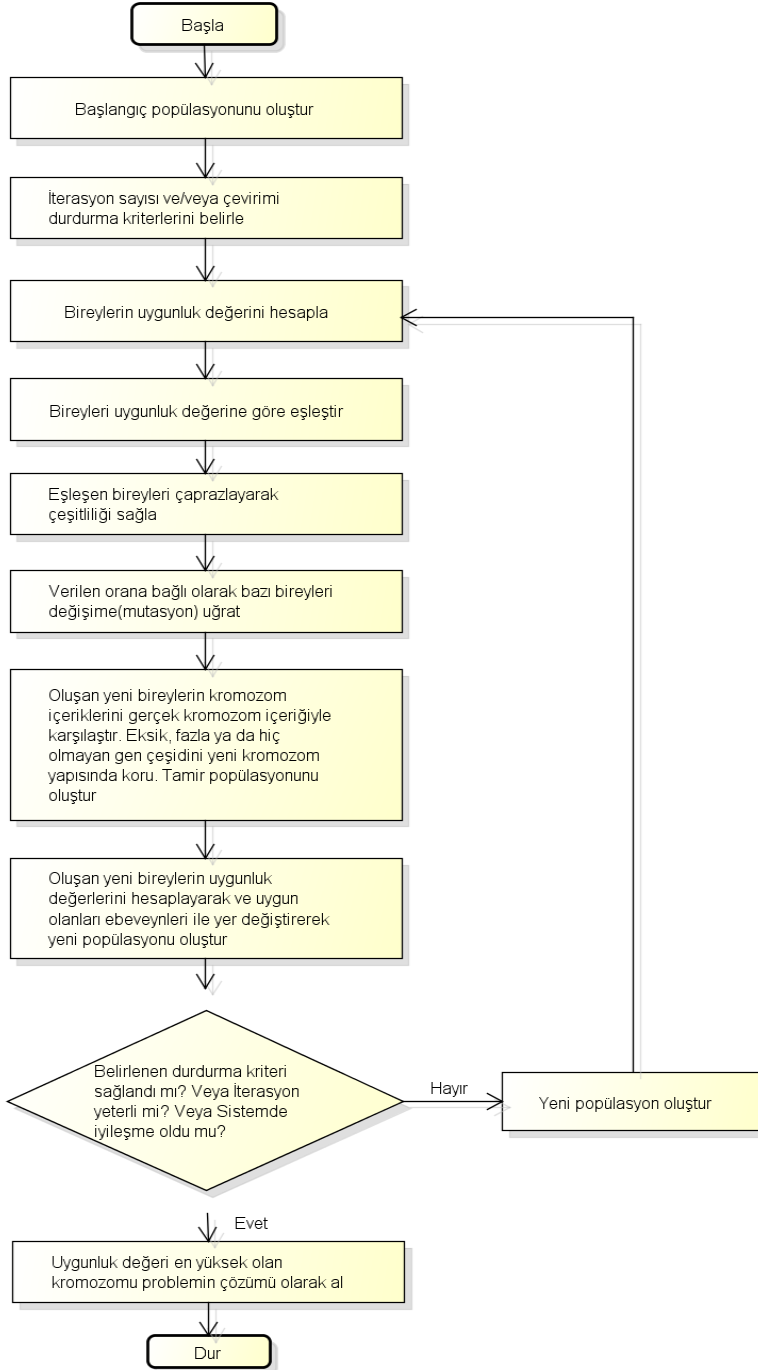 Başla
Başlangıç popülasyonunu oluştur
İterasyon sayısı ve/veya çevirimi
durdurma kriterlerini belirle
Bireylerin uygunluk değerini hesapla
Bireyleri uygunluk değerine göre eşleştir
Eşleşen bireyleri çaprazlayarak
çeşitliliği sağla
Verilen orana bağlı olarak bazı bireyleri
değişime(mutasyon) uğrat
Oluşan yeni bireylerin kromozom
içeriklerini gerçek kromozom içeriğiyle
karşılaştır. Eksik, fazla ya da hiç
olmayan gen çeşidini yeni kromozom
yapısında koru. Tamir popülasyonunu
oluştur
Oluşan yeni bireylerin uygunluk
değerlerini hesaplayarak ve uygun
olanları ebeveynleri ile yer değiştirerek
yeni popülasyonu oluştur
Belirlenen durdurma kriteri
sağlandı mı? Veya İterasyon
yeterli mi? Veya Sistemde
iyileşme oldu mu?
Hayır
Yeni popülasyon oluştur
Evet
Uygunluk değeri en yüksek olan
kromozomu problemin çözümü olarak al
Dur